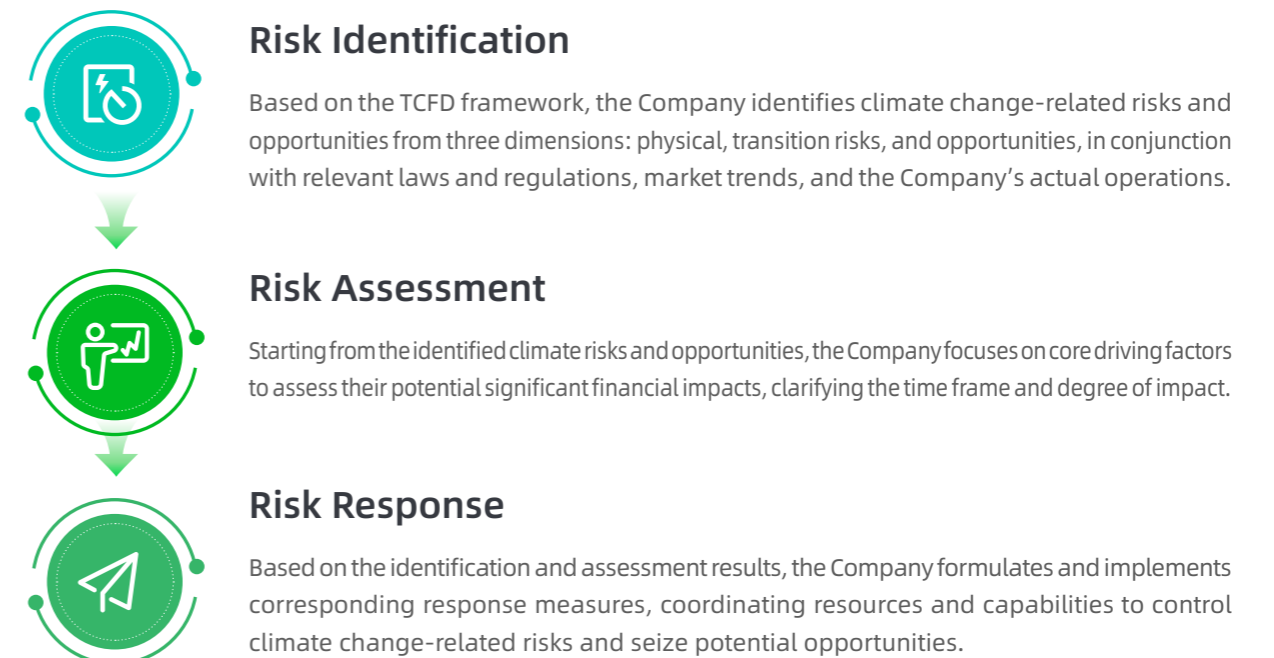 Risk Identification
Based on the TCFD framework, the Company identifies climate change-related risks and
opportunities from three dimensions: physical, transition risks, and opportunities, in conjunction
with relevant laws and regulations, market trends, and the Company’s actual operations.
Risk Assessment
Starting from the identified climate risks and opportunities, the Company focuses on core driving factors
to assess their potential significant financial impacts, clarifying the time frame and degree of impact.
Risk Response
Based on the identification and assessment results, the Company formulates and implements
corresponding response measures, coordinating resources and capabilities to control
climate change-related risks and seize potential opportunities.